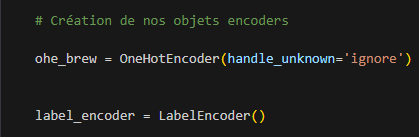 # Création de nos objets encoders
ohe_brew = OneHotEncoder(handle_unknown='ignore')
label_encoder = LabelEncoder()